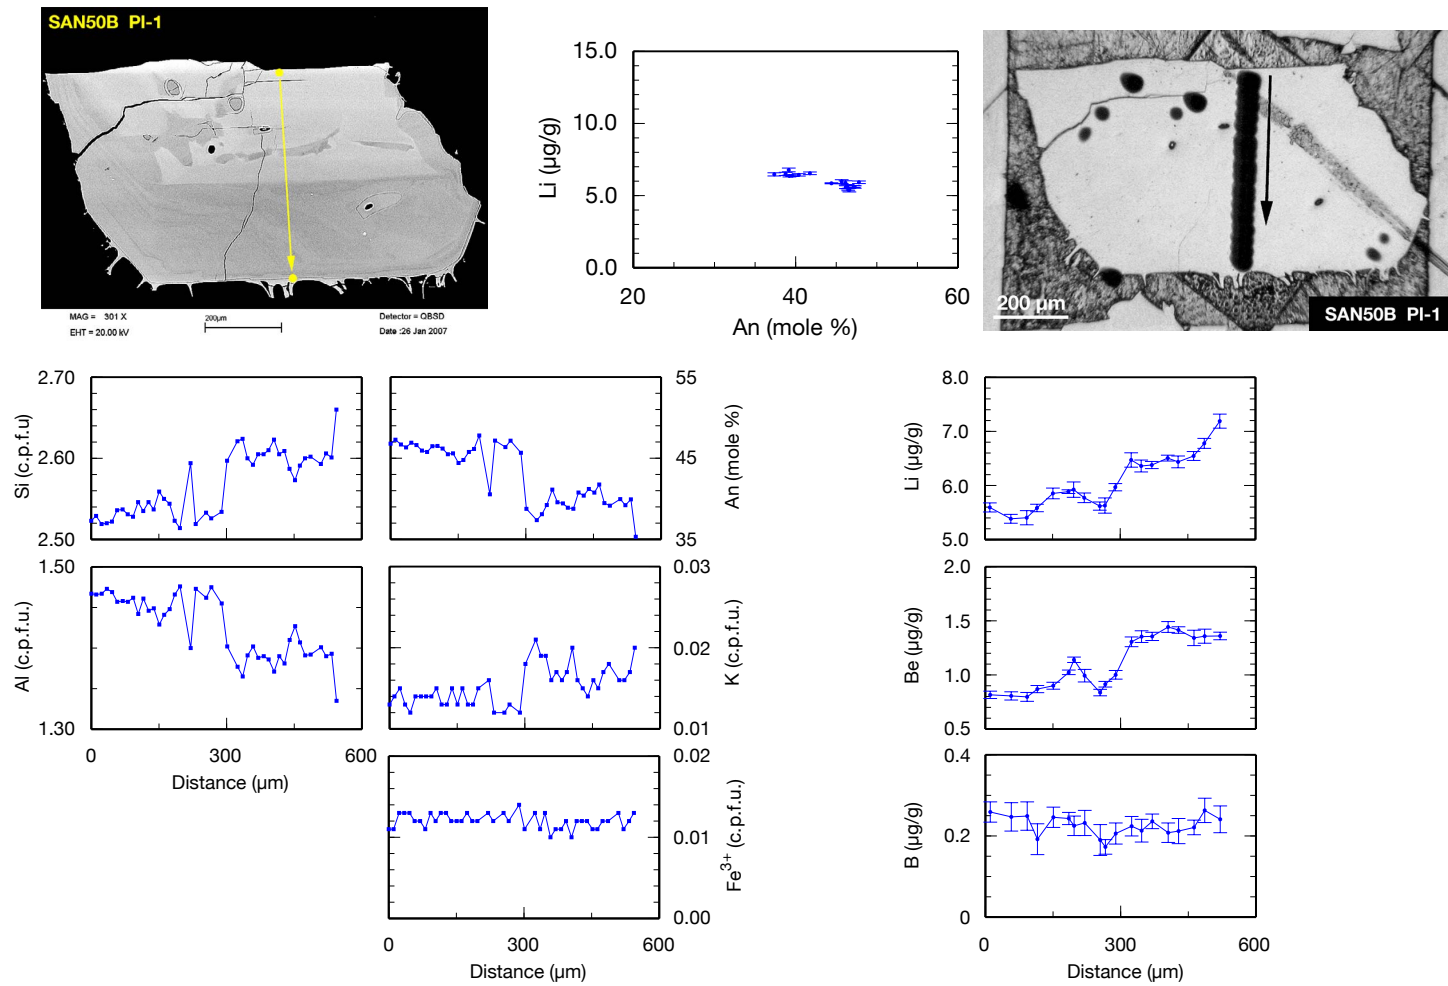 SAN50B PI-1
MAG = 301 X
EHT = 20.00 kV
200µm
Detector = QBSD
Date :26 Jan 2007
15.0
10.0
5.0
0.0
Li (µg/g)
20
40
60
An (mole %)
200 µm
SAN50B PI-1
2.70
2.60
2.50
Si (c.p.f.u)
55
45
35
An (mole %)
8.0
7.0
6.0
5.0
Li (µg/g)
1.50
1.40
1.30
Al (c.p.f.u.)
0
300
600
Distance (µm)
0.03
0.02
0.01
K (c.p.f.u.)
2.0
1.5
1.0
0.5
Be (µg/g)
0.02
0.01
0.00
Fe³⁺ (c.p.f.u.)
0
300
600
Distance (µm)
0.4
0.2
0
B (µg/g)
0
300
600
Distance (µm)